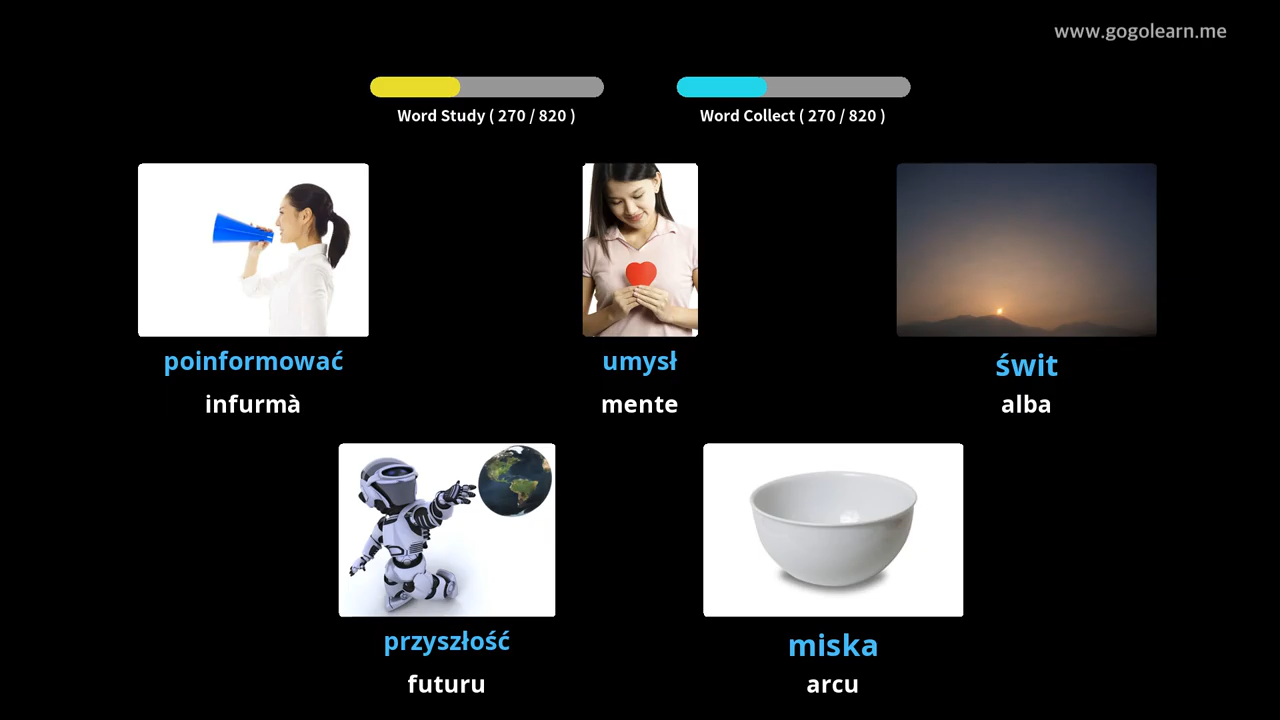 www.gogolearn.me
Word Study ( 270 / 820 )
Word Collect ( 270 / 820 )
poinformować
infurmà
umysł
mente
świt
alba
przyszłość
futuru
miska
arcu